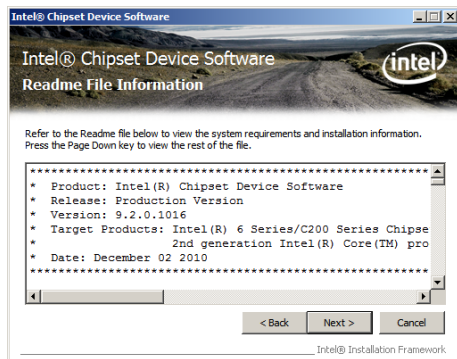 Intel® Chipset Device Software
Intel® Chipset Device Software
intel
Readme File Information
Refer to the Readme file below to view the system requirements and installation information.
Press the Page Down key to view the rest of the file.
************************************************************
* Product: Intel(R) Chipset Device Software
* Release: Production Version
* Version: 9.2.0.1016
* Target Products: Intel(R) 6 Series/C200 Series Chipse
* 2nd generation Intel(R) Core(TM) pro
* Date: December 02 2010
************************************************************
< Back Next > Cancel
Intel® Installation Framework